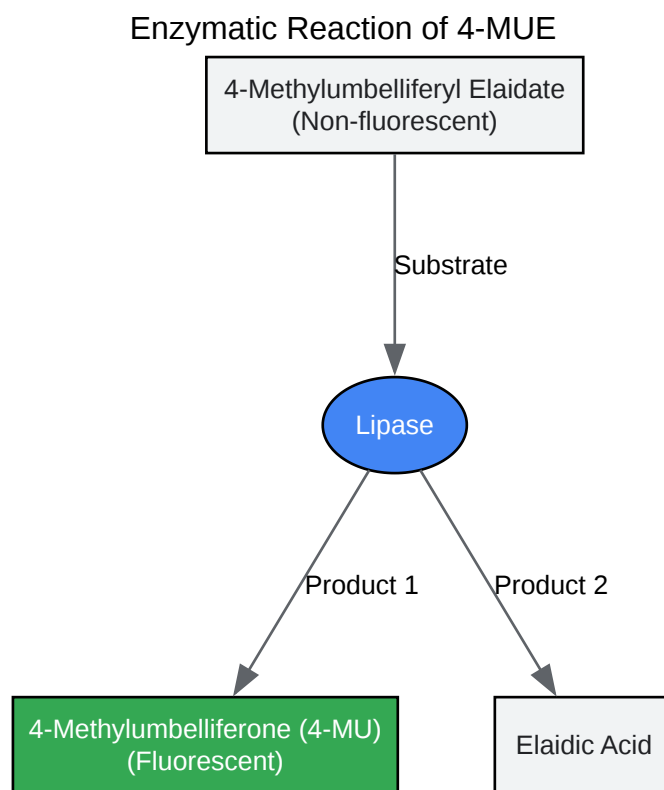 Enzymatic Reaction of 4-MUE
4-Methylumbelliferyl Elaidate
(Non-fluorescent)
Substrate
Lipase
Product 1
Product 2
4-Methylumbelliferone (4-MU)
(Fluorescent)
Elaidic Acid